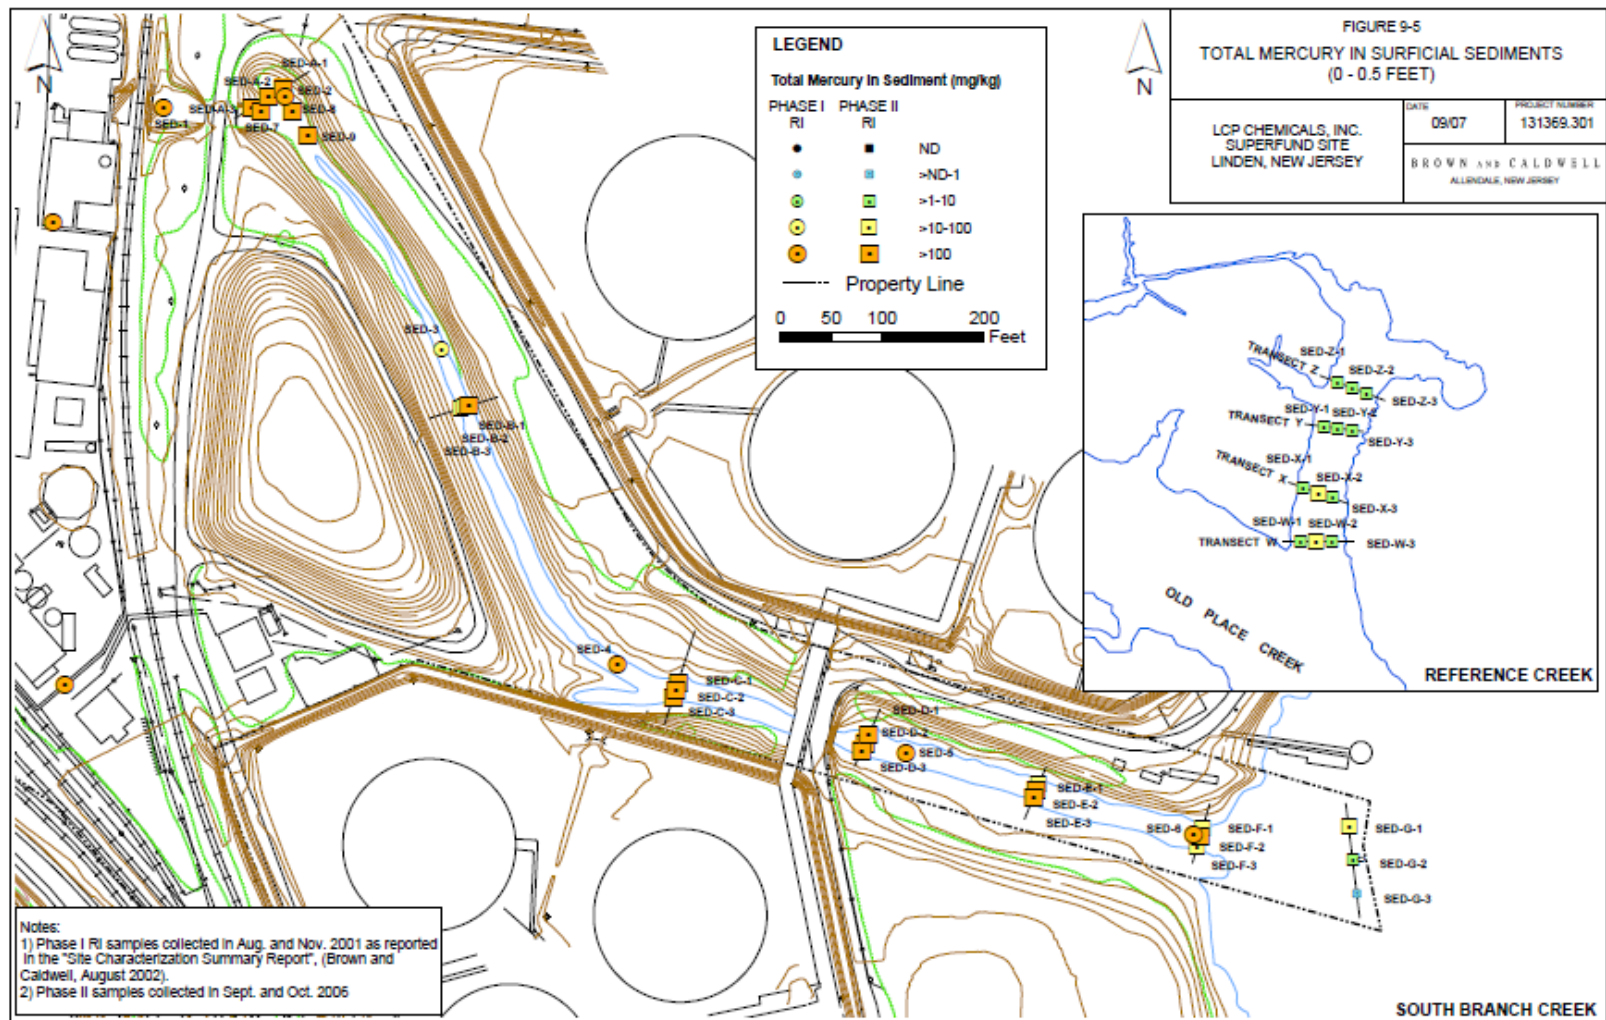 FIGURE 9-5
TOTAL MERCURY IN SURFICIAL SEDIMENTS
(0 - 0.5 FEET)
LCP CHEMICALS, INC.
SUPERFUND SITE
LINDEN, NEW JERSEY
DATE
09/07
PROJECT NUMBER
131369.301
BROWN AND CALDWELL
ALLENDALE, NEW JERSEY
N
N
LEGEND
Total Mercury in Sediment (mg/kg)
PHASE I PHASE II
RI RI
ND
>ND-1
>1-10
>10-100
>100
Property Line
0 50 100 200
Feet
SED-A-1
SED-A-2
SED-2
SED-A-3
SED-8
SED-1
SED-7
SED-9
SED-3
SED-B-1
SED-B-2
SED-B-3
SED-4
SED-C-1
SED-C-2
SED-C-3
SED-D-1
SED-D-2
SED-5
SED-D-3
SED-E-1
SED-E-2
SED-E-3
SED-6
SED-F-1
SED-F-2
SED-F-3
SED-G-1
SED-G-2
SED-G-3
SED-Z-1
TRANSECT Z
SED-Z-2
SED-Z-3
SED-Y-1
SED-Y-2
TRANSECT Y
SED-Y-3
SED-X-1
TRANSECT X
SED-X-2
SED-X-3
SED-W-1
SED-W-2
TRANSECT W
SED-W-3
OLD PLACE CREEK
REFERENCE CREEK
Notes:
1) Phase I RI samples collected in Aug. and Nov. 2001 as reported
in the "Site Characterization Summary Report", (Brown and
Caldwell, August 2002).
2) Phase II samples collected in Sept. and Oct. 2006
SOUTH BRANCH CREEK